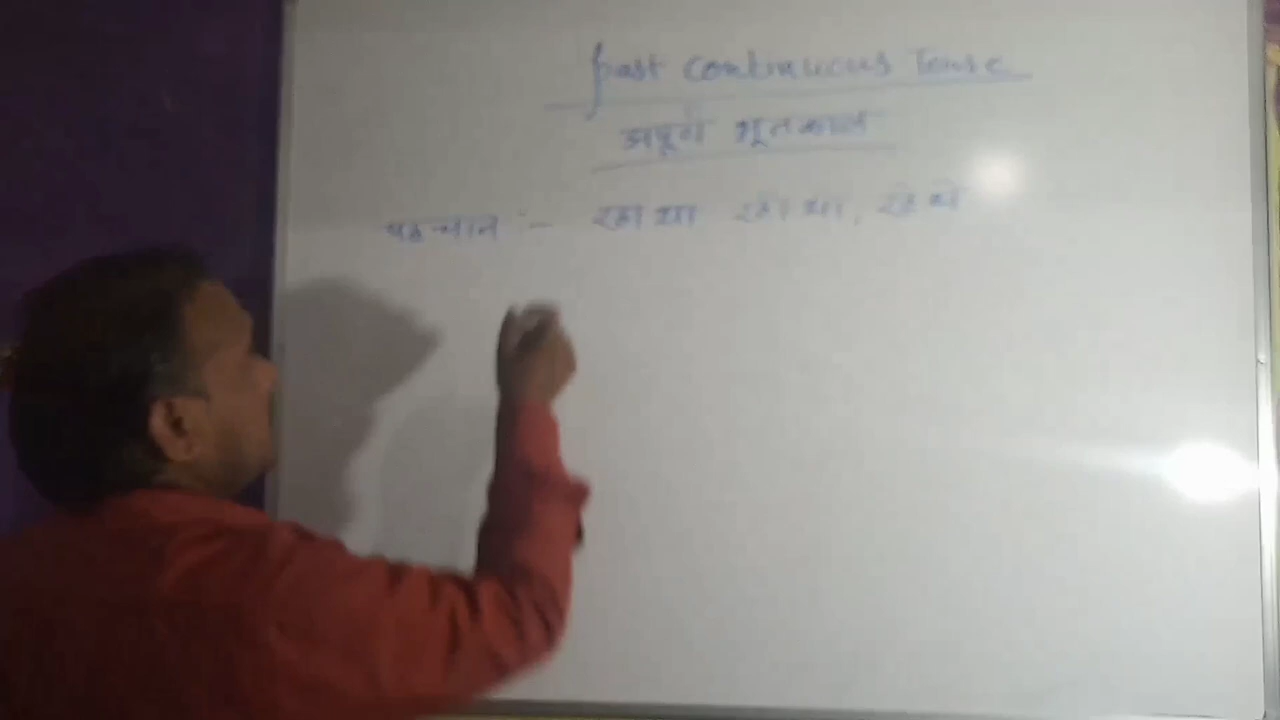 Past Continuous Tense
अपूर्ण भूतकाल
पहचान :- रहा था रही था, रहे थे